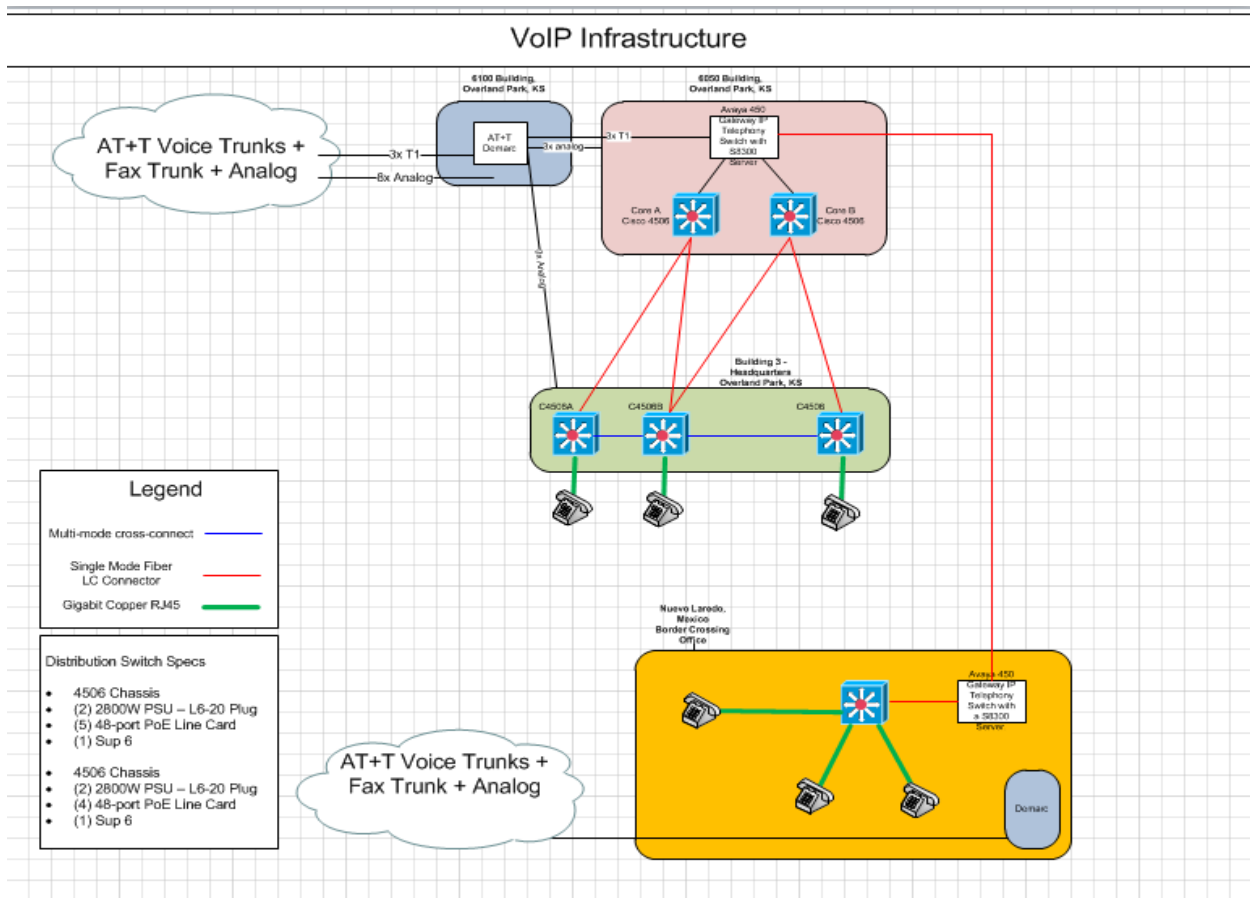 VoIP Infrastructure
6100 Building,
Overland Park, KS
6050 Building,
Overland Park, KS
AT+T Voice Trunks +
Fax Trunk + Analog
3x T1
8x Analog
AT+T
Demarc
3x T1
3x analog
Avaya 450
Gateway IP
Telephony
Switch with
S8300
Server
Core A
Cisco 4506
Core B
Cisco 4506
Analog
Building 3 -
Headquarters
Overland Park, KS
C4506A
C4506B
C4506
Legend
Multi-mode cross-connect
Single Mode Fiber
LC Connector
Gigabit Copper RJ45
Distribution Switch Specs
• 4506 Chassis
• (2) 2800W PSU – L6-20 Plug
• (5) 48-port PoE Line Card
• (1) Sup 6
• 4506 Chassis
• (2) 2800W PSU – L6-20 Plug
• (4) 48-port PoE Line Card
• (1) Sup 6
Nuevo Laredo,
Mexico
Border Crossing
Office
Avaya 450
Gateway IP
Telephony
Switch with
a S8300
Server
AT+T Voice Trunks +
Fax Trunk + Analog
Demarc